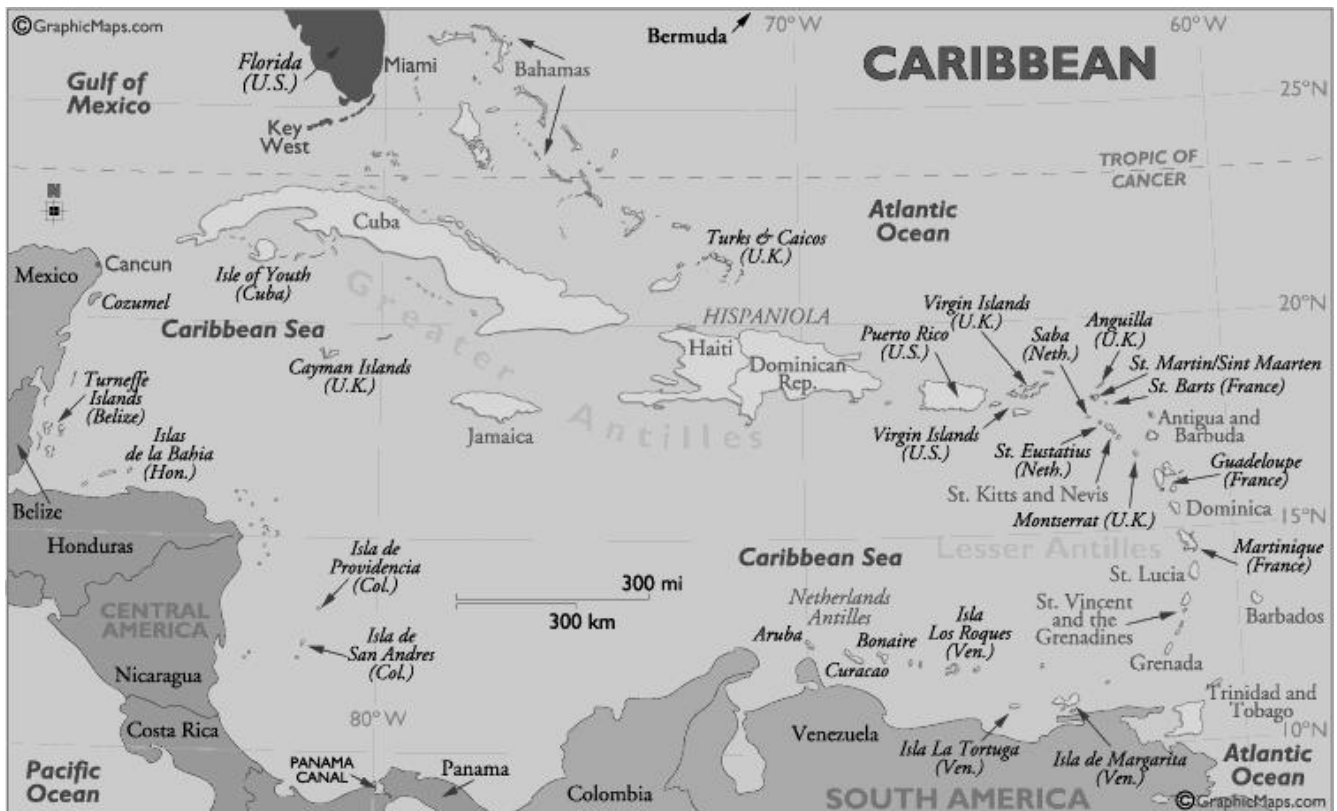 ©GraphicMaps.com
70° W
60° W
Bermuda
CARIBBEAN
Florida
(U.S.)
Miami
Bahamas
Gulf of
Mexico
25°N
Key
West
TROPIC OF
CANCER
N
Cuba
Atlantic
Ocean
Turks & Caicos
(U.K.)
Mexico
Cancun
Isle of Youth
(Cuba)
Cozumel
Greater
Antilles
20°N
Caribbean Sea
HISPANIOLA
Virgin Islands
(U.K.)
Anguilla
(U.K.)
Puerto Rico
(U.S.)
Saba
(Neth.)
Haiti
Dominican
Rep.
Cayman Islands
(U.K.)
St. Martin/Sint Maarten
St. Barts (France)
Turneffe
Islands
(Belize)
Jamaica
Antigua and
Barbuda
Virgin Islands
(U.S.)
St. Eustatius
(Neth.)
Islas
de la Bahia
(Hon.)
Guadeloupe
(France)
St. Kitts and Nevis
Montserrat (U.K.)
Dominica
Belize
15°N
Honduras
Isla de
Providencia
(Col.)
Caribbean Sea
Lesser Antilles
Martinique
(France)
St. Lucia
300 mi
300 km
CENTRAL
AMERICA
Netherlands
Antilles
Isla
Los Roques
(Ven.)
St. Vincent
and the
Grenadines
Barbados
Aruba
Bonaire
Curacao
Isla de
San Andres
(Col.)
Grenada
Nicaragua
Trinidad and
Tobago
80° W
Costa Rica
Venezuela
10°N
Isla La Tortuga
(Ven.)
Isla de Margarita
(Ven.)
Atlantic
Ocean
Pacific
Ocean
PANAMA
CANAL
Panama
Colombia
SOUTH AMERICA
©GraphicMaps.com